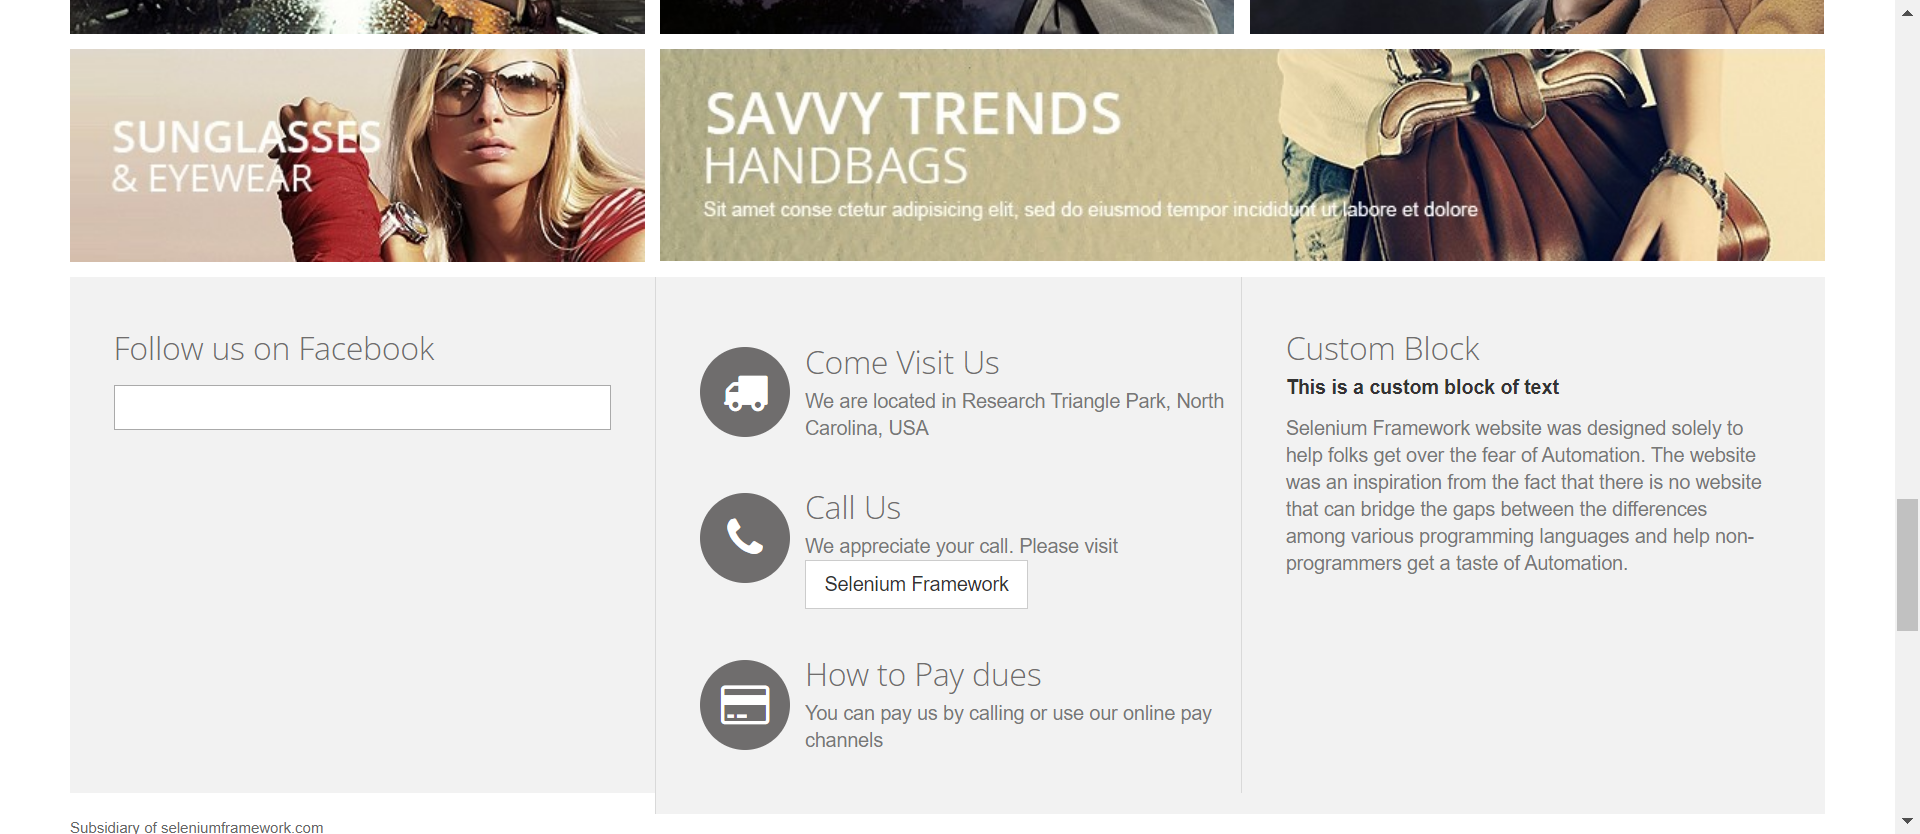 SUNGLASSES
& EYEWEAR
SAVVY TRENDS
HANDBAGS
Sit amet conse ctetur adipisicing elit, sed do eiusmod tempor incididunt ut labore et dolore
Follow us on Facebook
Come Visit Us
We are located in Research Triangle Park, North
Carolina, USA
Call Us
We appreciate your call. Please visit
Selenium Framework
How to Pay dues
You can pay us by calling or use our online pay
channels
Custom Block
This is a custom block of text
Selenium Framework website was designed solely to
help folks get over the fear of Automation. The website
was an inspiration from the fact that there is no website
that can bridge the gaps between the differences
among various programming languages and help non-
programmers get a taste of Automation.
Subsidiary of seleniumframework.com